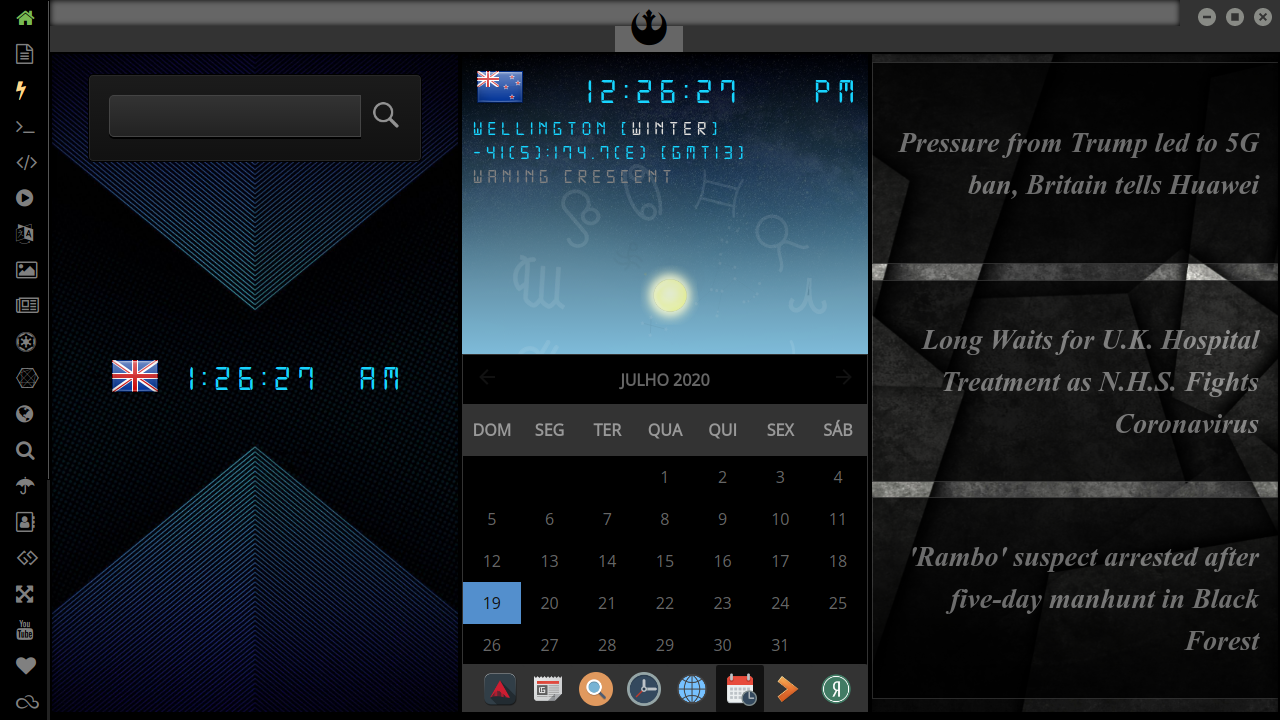 1:26:27 AM
12:26:27 PM
WELLINGTON (WINTER)
-41(S):174.7(E) (GMT13)
WANING CRESCENT
JULHO 2020
DOM SEG TER QUA QUI SEX SÁB
1 2 3 4
5 6 7 8 9 10 11
12 13 14 15 16 17 18
19 20 21 22 23 24 25
26 27 28 29 30 31
Pressure from Trump led to 5G
ban, Britain tells Huawei
Long Waits for U.K. Hospital
Treatment as N.H.S. Fights
Coronavirus
'Rambo' suspect arrested after
five-day manhunt in Black
Forest